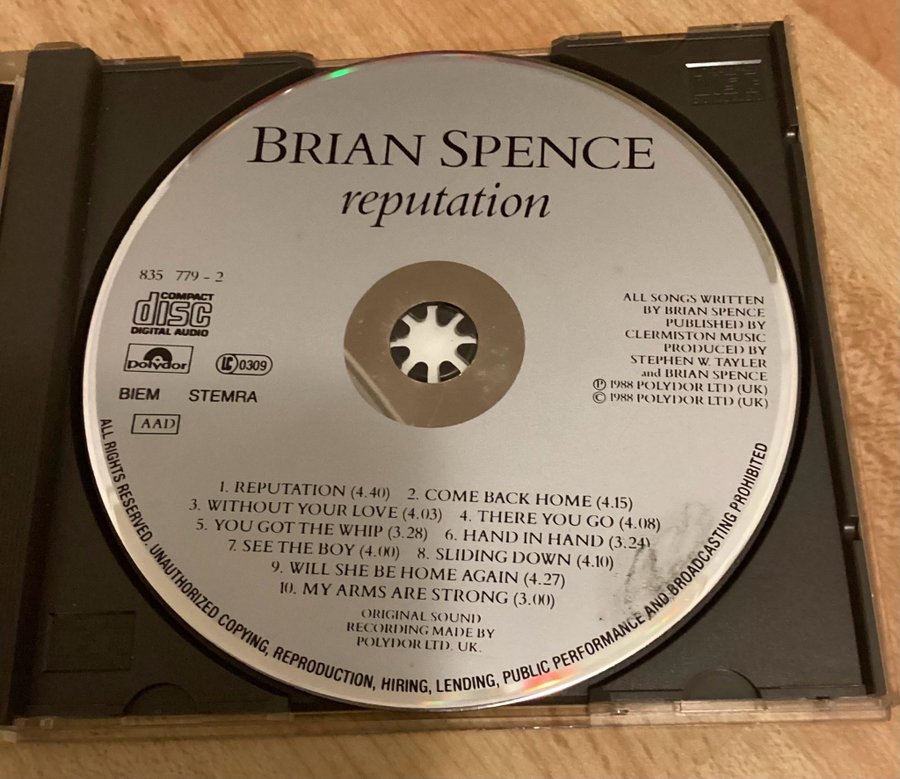 BRIAN SPENCE
reputation
835 779 - 2
COMPACT
disc
DIGITAL AUDIO
Polydor
LC 0309
BIEM STEMRA
AAD
ALL SONGS WRITTEN
BY BRIAN SPENCE
PUBLISHED BY
CLERMISTON MUSIC
PRODUCED BY
STEPHEN W. TAYLER
and BRIAN SPENCE
℗ 1988 POLYDOR LTD (UK)
© 1988 POLYDOR LTD (UK)
1. REPUTATION (4.40) 2. COME BACK HOME (4.15)
3. WITHOUT YOUR LOVE (4.03) 4. THERE YOU GO (4.08)
5. YOU GOT THE WHIP (3.28) 6. HAND IN HAND (3.24)
7. SEE THE BOY (4.00) 8. SLIDING DOWN (4.10)
9. WILL SHE BE HOME AGAIN (4.27)
10. MY ARMS ARE STRONG (3.00)
ORIGINAL SOUND
RECORDING MADE BY
POLYDOR LTD. UK.
ALL RIGHTS RESERVED. UNAUTHORIZED COPYING, REPRODUCTION, HIRING, LENDING, PUBLIC PERFORMANCE AND BROADCASTING PROHIBITED